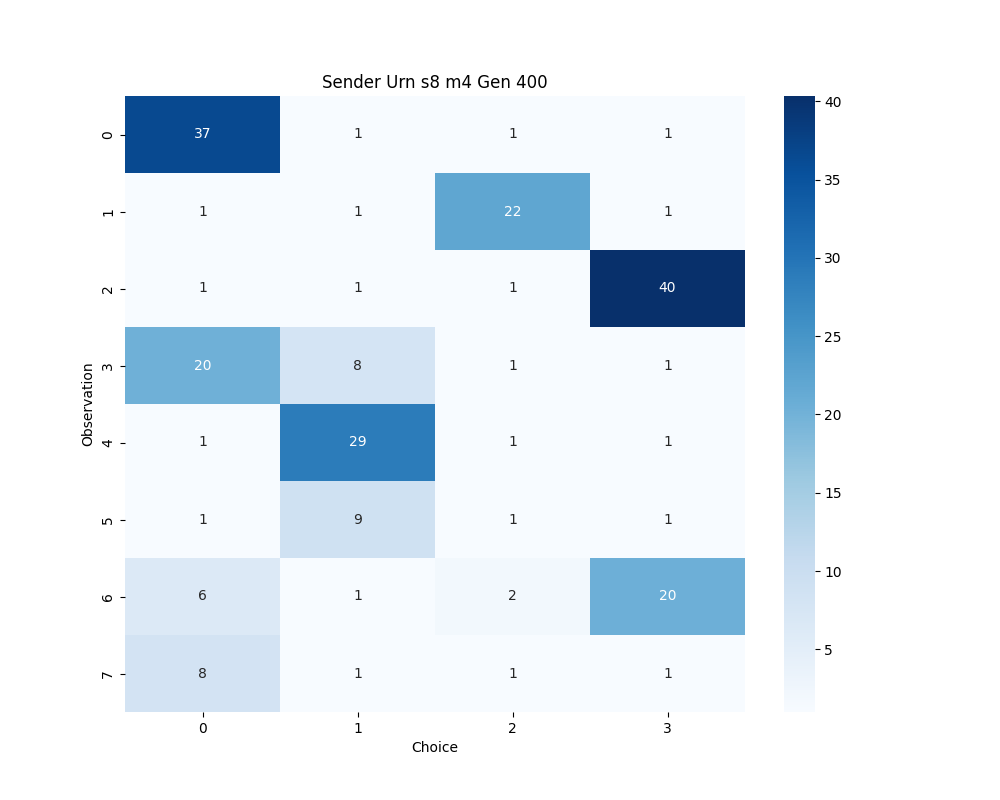 Sender Urn s8 m4 Gen 400
0 37 1 1 1
1 1 1 22 1
2 1 1 1 40
3 20 8 1 1
4 1 29 1 1
5 1 9 1 1
6 6 1 2 20
7 8 1 1 1
0 1 2 3
Choice
Observation
40
35
30
25
20
15
10
5